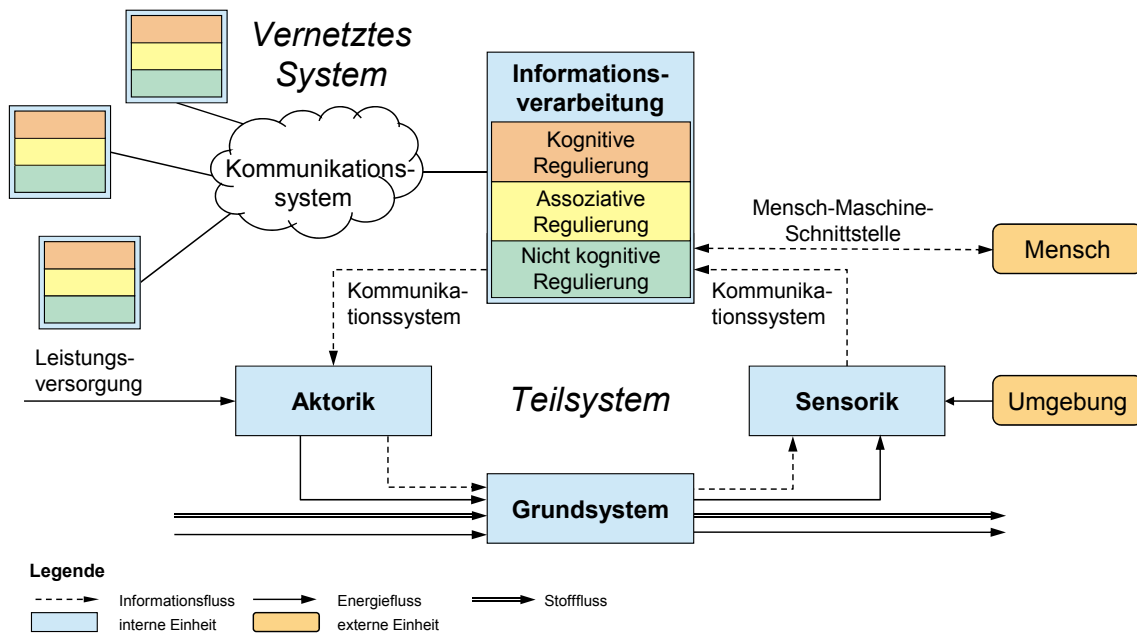 Vernetztes
System
Informations-
verarbeitung
Kognitive
Regulierung
Kommunikations-
system
Assoziative
Regulierung
Mensch-Maschine-
Schnittstelle
Mensch
Nicht kognitive
Regulierung
Kommunika-
tionssystem
Kommunika-
tionssystem
Leistungs-
versorgung
Aktorik
Teilsystem
Sensorik
Umgebung
Grundsystem
Legende
Informationsfluss
Energiefluss
Stofffluss
interne Einheit
externe Einheit